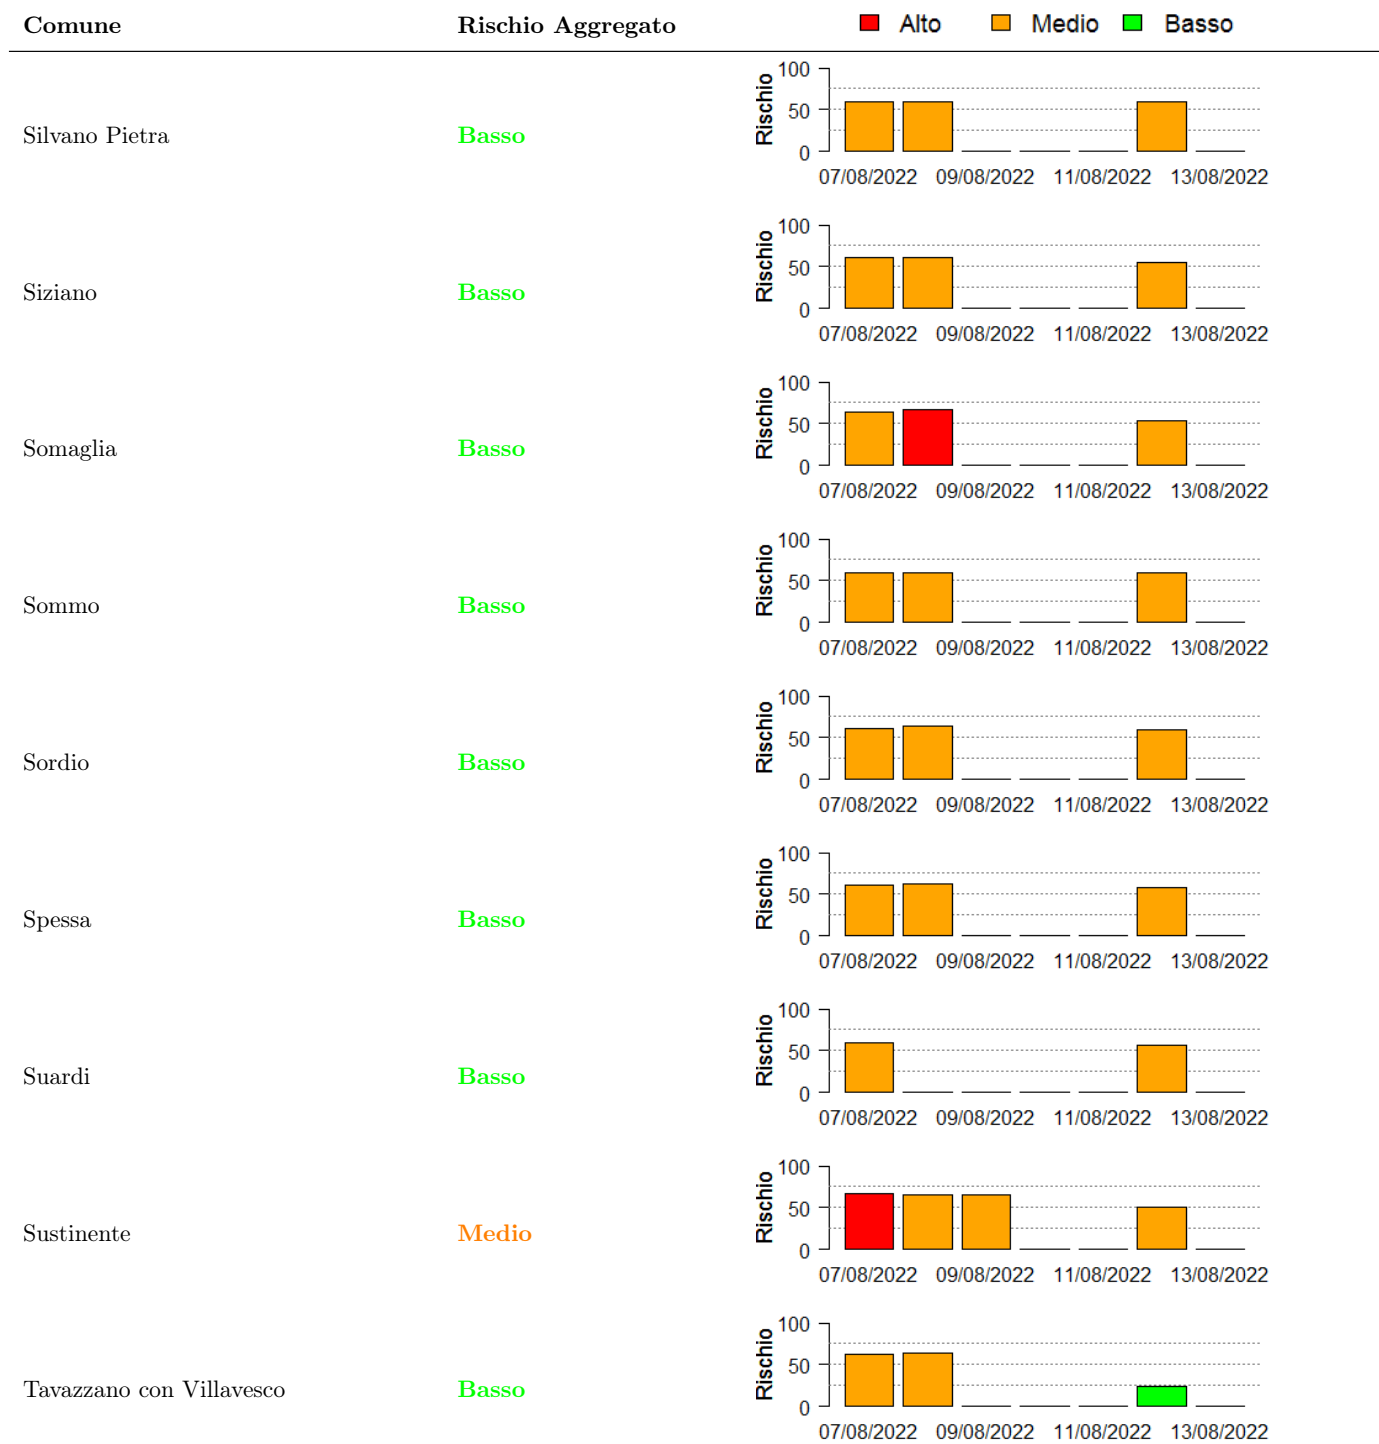 Comune Rischio Aggregato Alto Medio Basso
100
50
0
Rischio
Silvano Pietra Basso
07/08/2022 09/08/2022 11/08/2022 13/08/2022
100
50
0
Rischio
Siziano Basso
07/08/2022 09/08/2022 11/08/2022 13/08/2022
100
50
0
Rischio
Somaglia Basso
07/08/2022 09/08/2022 11/08/2022 13/08/2022
100
50
0
Rischio
Sommo Basso
07/08/2022 09/08/2022 11/08/2022 13/08/2022
100
50
0
Rischio
Sordio Basso
07/08/2022 09/08/2022 11/08/2022 13/08/2022
100
50
0
Rischio
Spessa Basso
07/08/2022 09/08/2022 11/08/2022 13/08/2022
100
50
0
Rischio
Suardi Basso
07/08/2022 09/08/2022 11/08/2022 13/08/2022
100
50
0
Rischio
Sustinente Medio
07/08/2022 09/08/2022 11/08/2022 13/08/2022
100
50
0
Rischio
Tavazzano con Villavesco Basso
07/08/2022 09/08/2022 11/08/2022 13/08/2022